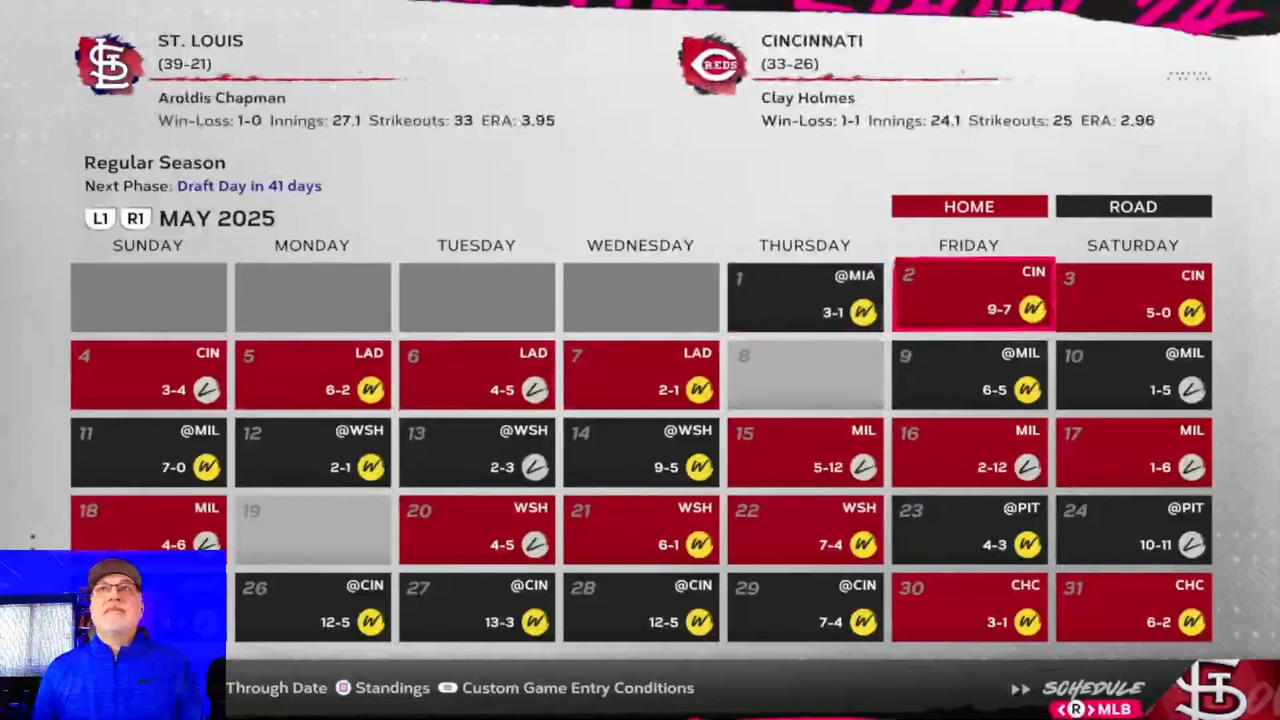 ST. LOUIS
(39-21)
Aroldis Chapman
Win-Loss: 1-0 Innings: 27.1 Strikeouts: 33 ERA: 3.95
REDS
CINCINNATI
(33-26)
Clay Holmes
Win-Loss: 1-1 Innings: 24.1 Strikeouts: 25 ERA: 2.96
Regular Season
Next Phase: Draft Day in 41 days
L1 R1 MAY 2025
HOME ROAD
SUNDAY MONDAY TUESDAY WEDNESDAY THURSDAY FRIDAY SATURDAY
1 @MIA 2 CIN 3 CIN
3-1 W 9-7 W 5-0 W
4 CIN 5 LAD 6 LAD 7 LAD 8 9 @MIL 10 @MIL
3-4 L 6-2 W 4-5 L 2-1 W 6-5 W 1-5 L
11 @MIL 12 @WSH 13 @WSH 14 @WSH 15 MIL 16 MIL 17 MIL
7-0 W 2-1 W 2-3 L 9-5 W 5-12 L 2-12 L 1-6 L
18 MIL 19 20 WSH 21 WSH 22 WSH 23 @PIT 24 @PIT
4-6 L 4-5 L 6-1 W 7-4 W 4-3 W 10-11 L
26 @CIN 27 @CIN 28 @CIN 29 @CIN 30 CHC 31 CHC
12-5 W 13-3 W 12-5 W 7-4 W 3-1 W 6-2 W
Through Date Standings Custom Game Entry Conditions
SCHEDULE
R MLB